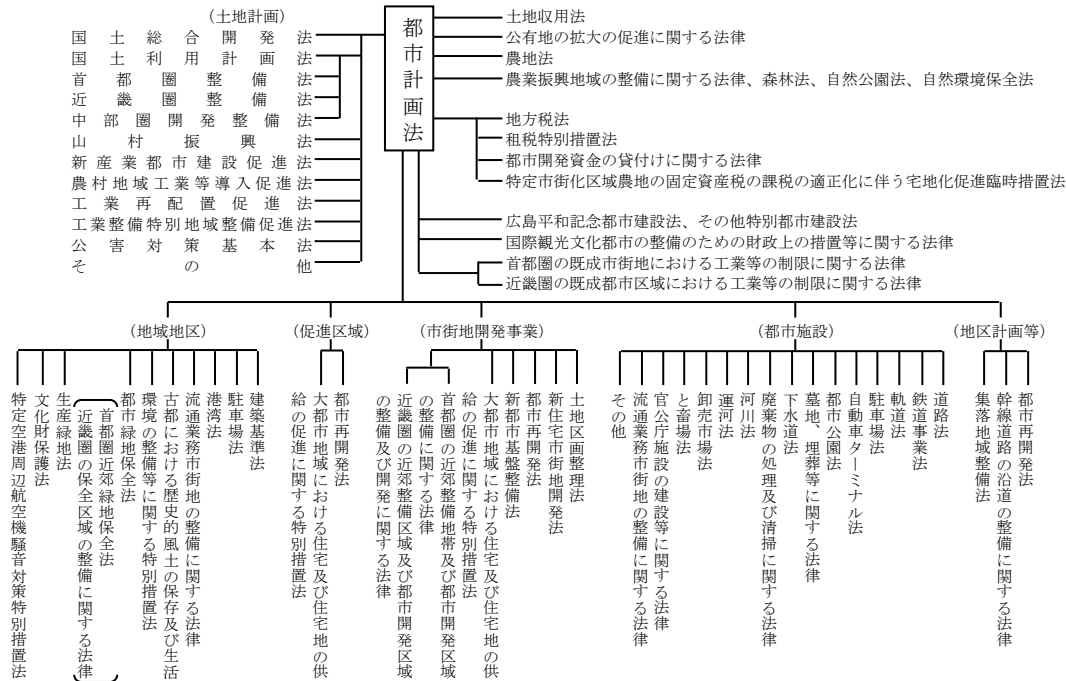 （土地計画）
国土総合開発法
国土利用計画法
首都圏整備法
近畿圏整備法
中部圏開発整備法
山村振興法
新産業都市建設促進法
農村地域工業等導入促進法
工業再配置促進法
工業整備特別地域整備促進法
公害対策基本法
その他
都市計画法
土地収用法
公有地の拡大の促進に関する法律
農地法
農業振興地域の整備に関する法律、森林法、自然公園法、自然環境保全法
地方税法
租税特別措置法
都市開発資金の貸付けに関する法律
特定市街化区域農地の固定資産税の課税の適正化に伴う宅地化促進臨時措置法
広島平和記念都市建設法、その他特別都市建設法
国際観光文化都市の整備のための財政上の措置等に関する法律
首都圏の既成市街地における工業等の制限に関する法律
近畿圏の既成都市区域における工業等の制限に関する法律
（地域地区）
建築基準法
駐車場法
港湾法
流通業務市街地の整備に関する法律
古都における歴史的風土の保存及び生活
環境の整備等に関する特別措置法
都市緑地保全法
首都圏近郊緑地保全法
近畿圏の保全区域の整備に関する法律
生産緑地法
文化財保護法
特定空港周辺航空機騒音対策特別措置法
（促進区域）
都市再開発法
大都市地域における住宅及び住宅地の供
給の促進に関する特別措置法
（市街地開発事業）
土地区画整理法
新住宅市街地開発法
都市再開発法
新都市基盤整備法
大都市地域における住宅及び住宅地の供
給の促進に関する特別措置法
首都圏の近郊整備地帯及び都市開発区域
の整備に関する法律
近畿圏の近郊整備区域及び都市開発区域
の整備及び開発に関する法律
（都市施設）
道路法
鉄道事業法
軌道法
駐車場法
自動車ターミナル法
都市公園法
墓地、埋葬等に関する法律
下水道法
廃棄物の処理及び清掃に関する法律
河川法
運河法
卸売市場法
と畜場法
官公庁施設の建設等に関する法律
流通業務市街地の整備に関する法律
その他
（地区計画等）
都市再開発法
幹線道路の沿道の整備に関する法律
集落地域整備法